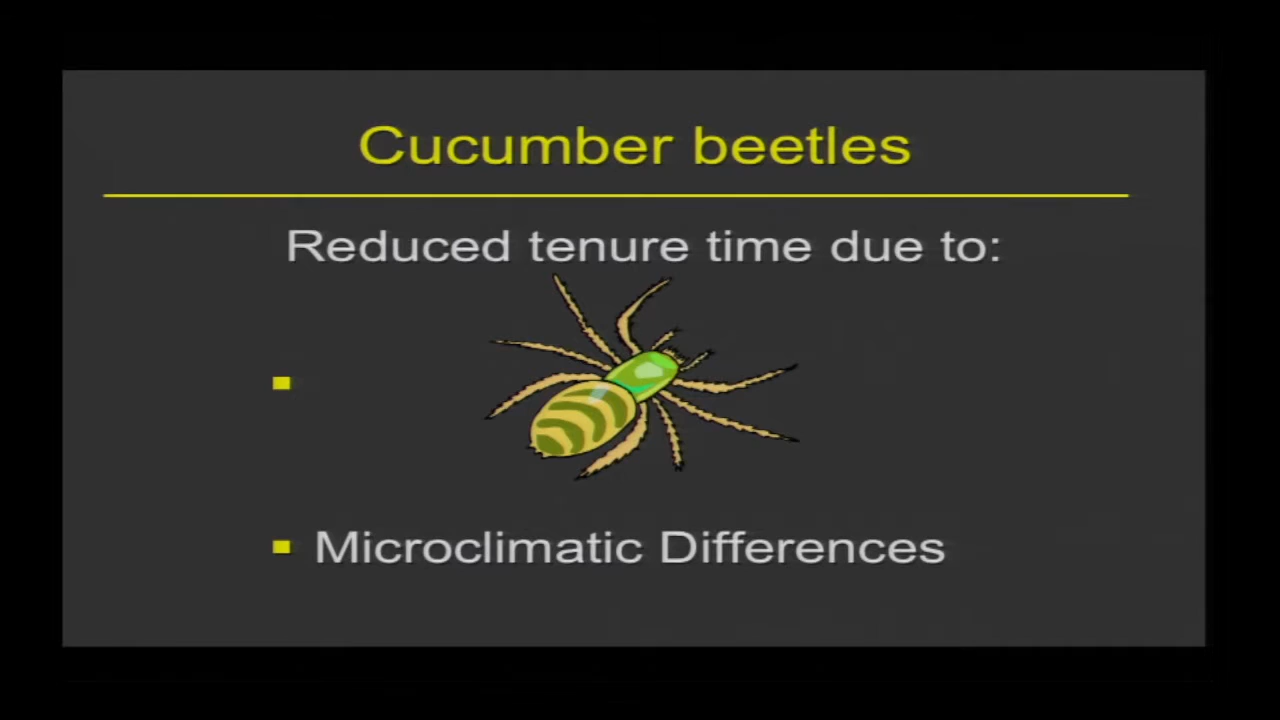 Cucumber beetles
Reduced tenure time due to:
Microclimatic Differences